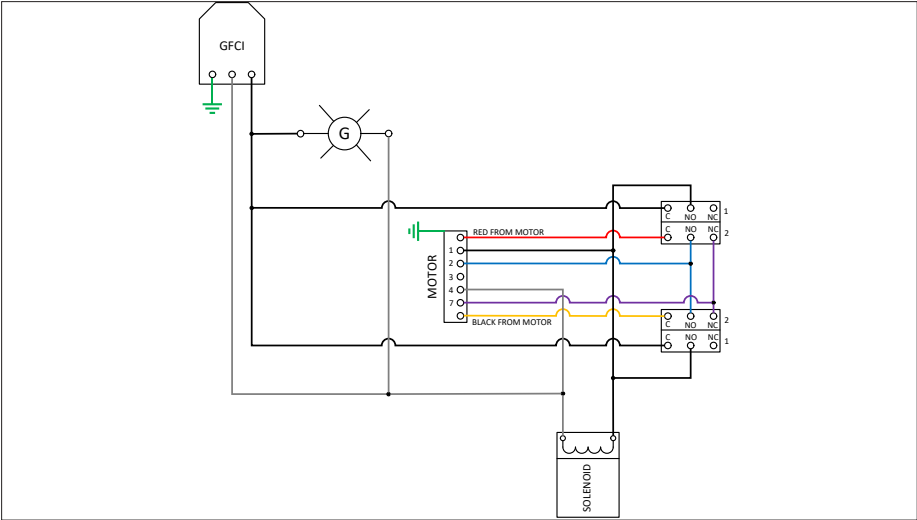 GFCI
G
C NO NC 1
C NO NC 2
RED FROM MOTOR
MOTOR
1
2
3
4
7
BLACK FROM MOTOR
C NO NC 2
C NO NC 1
SOLENOID